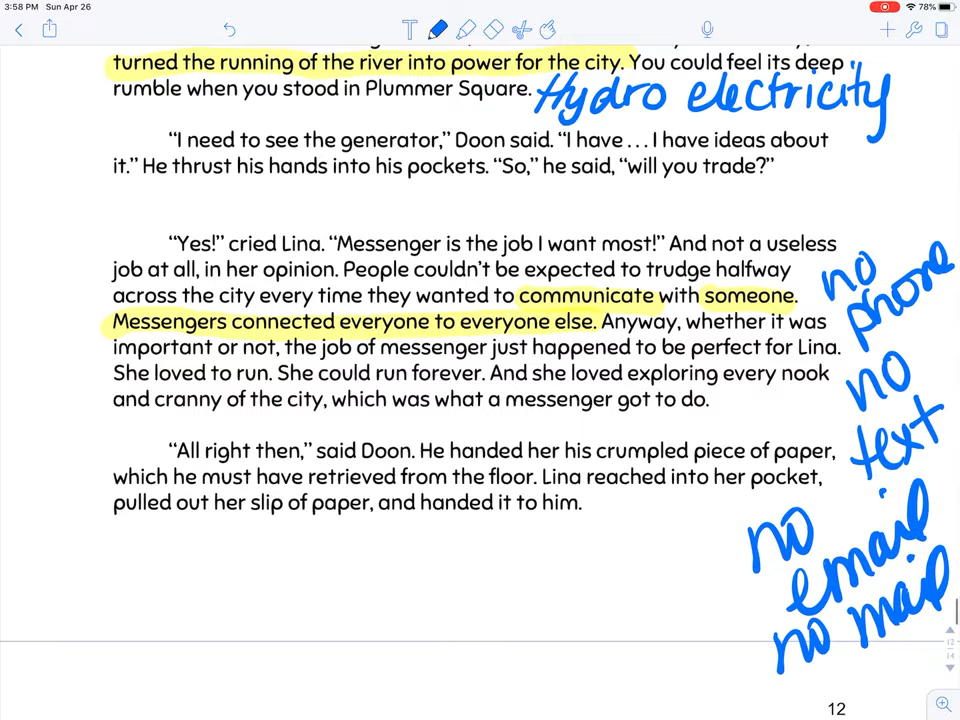 3:58 PM Sun Apr 26
78%
turned the running of the river into power for the city. You could feel its deep
rumble when you stood in Plummer Square.
Hydro electricity
“I need to see the generator,” Doon said. “I have . . . I have ideas about
it.” He thrust his hands into his pockets. “So,” he said, “will you trade?”
“Yes!” cried Lina. “Messenger is the job I want most!” And not a useless
job at all, in her opinion. People couldn’t be expected to trudge halfway
across the city every time they wanted to communicate with someone.
Messengers connected everyone to everyone else. Anyway, whether it was
important or not, the job of messenger just happened to be perfect for Lina.
She loved to run. She could run forever. And she loved exploring every nook
and cranny of the city, which was what a messenger got to do.
no
phone
no
text
“All right then,” said Doon. He handed her his crumpled piece of paper,
which he must have retrieved from the floor. Lina reached into her pocket,
pulled out her slip of paper, and handed it to him.
no
email
no mail
12
14
12